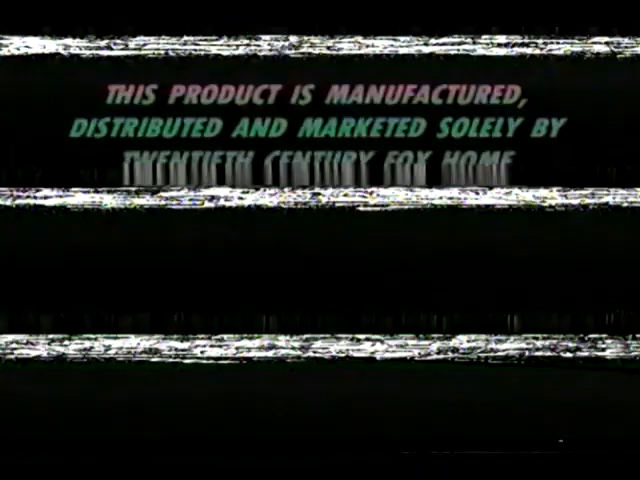 THIS PRODUCT IS MANUFACTURED,
DISTRIBUTED AND MARKETED SOLELY BY
TWENTIETH CENTURY FOX HOME